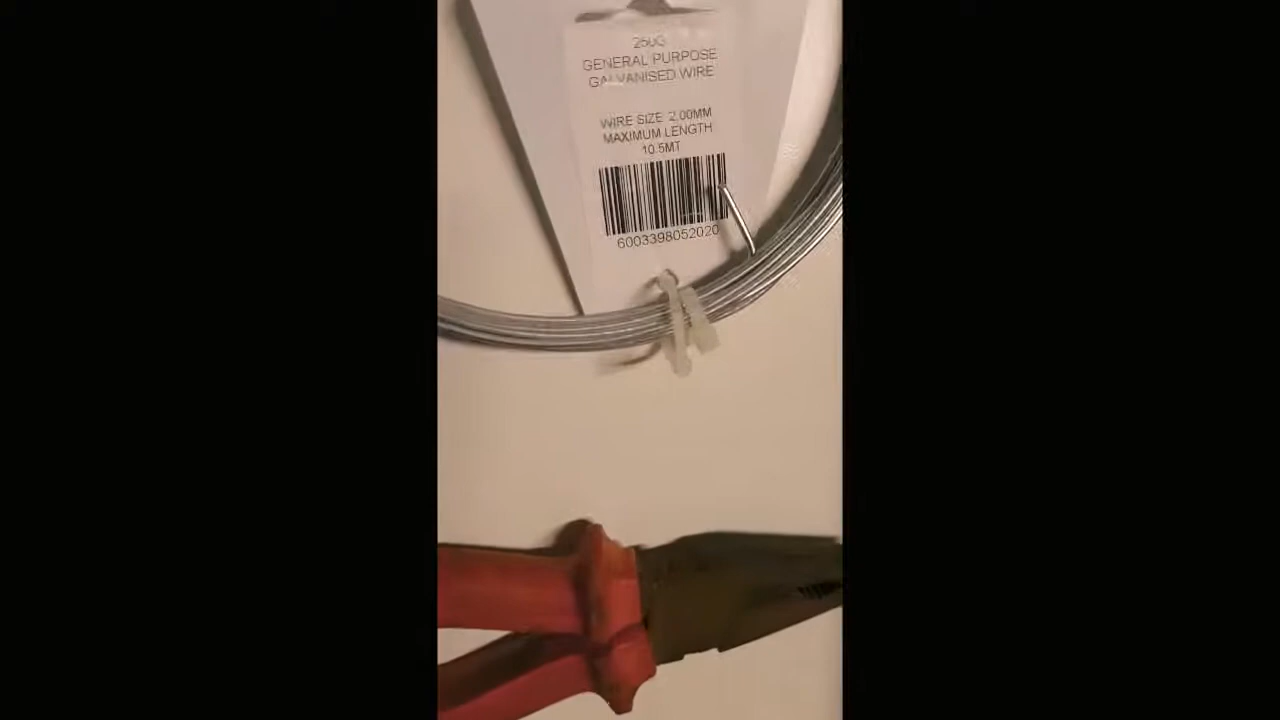 250G
GENERAL PURPOSE
GALVANISED WIRE
WIRE SIZE 2.00MM
MAXIMUM LENGTH
10.5MT
6003398052020